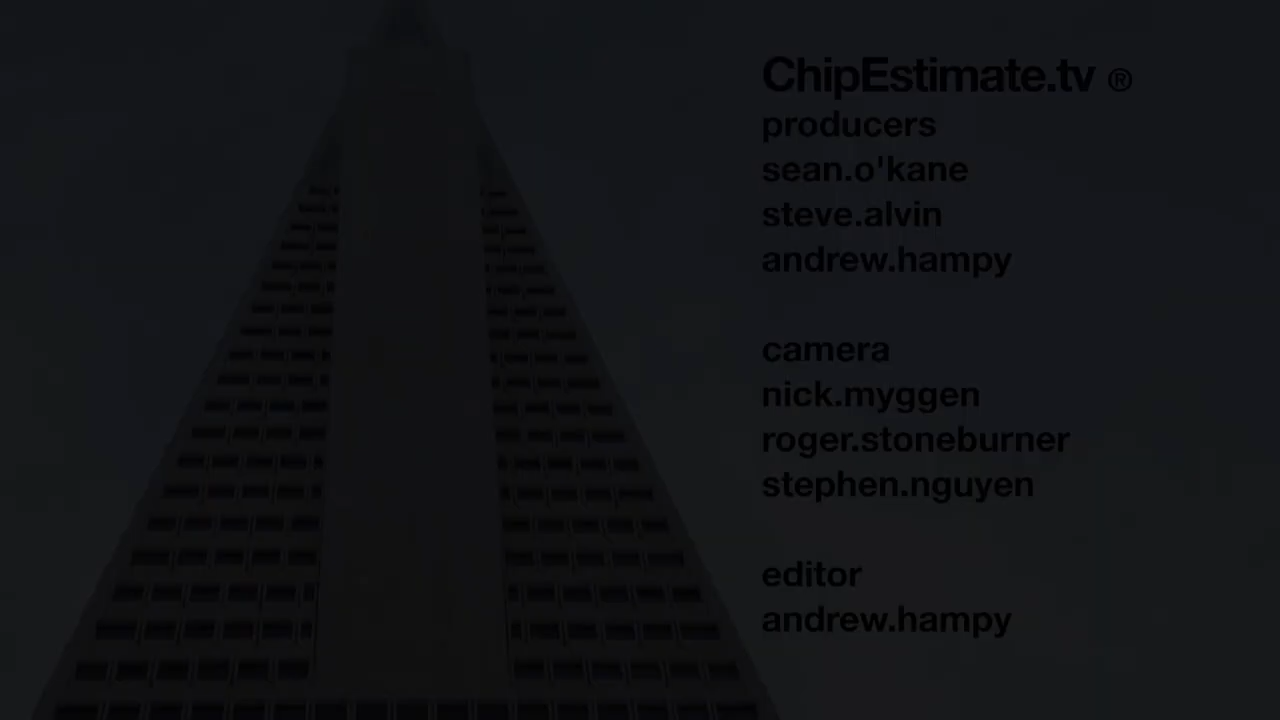 ChipEstimate.tv ®
producers
sean.o'kane
steve.alvin
andrew.hampy
camera
nick.myggen
roger.stoneburner
stephen.nguyen
editor
andrew.hampy